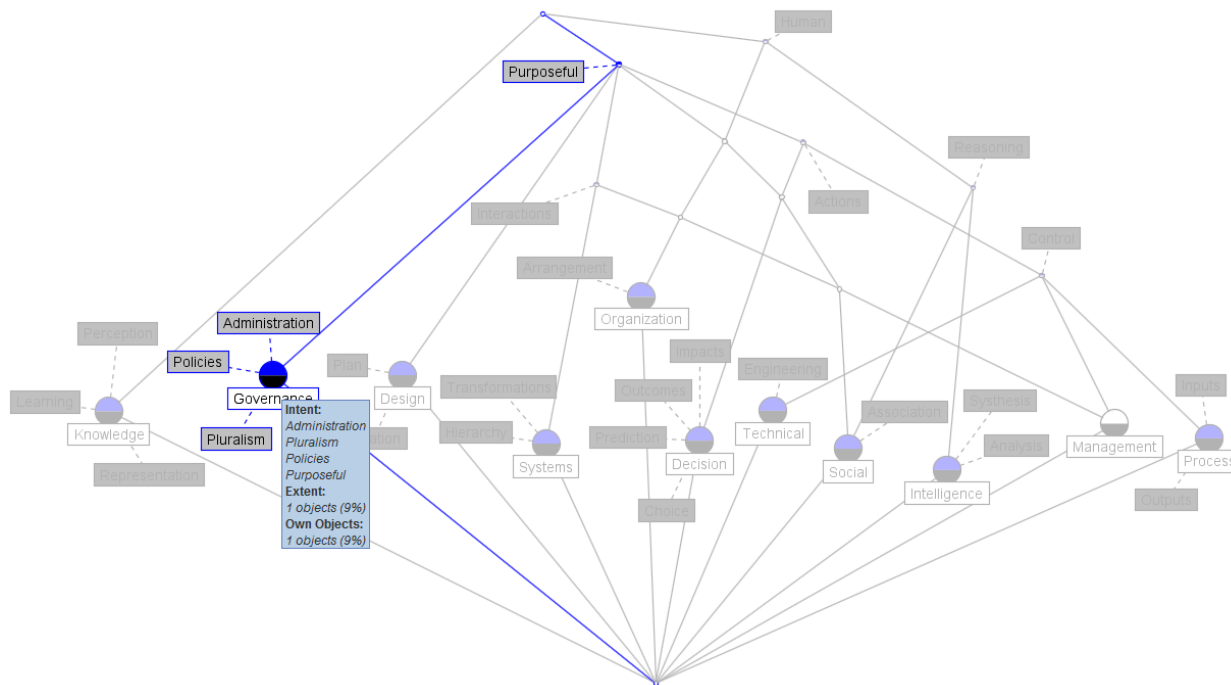 Human
Purposeful
Reasoning
Interactions
Actions
Control
Arrangement
Organization
Administration
Perception
Policies
Plan
Impacts
Engineering
Inputs
Governance
Design
Transformations
Outcomes
Association
Systhesis
Learning
Knowledge
Pluralism
ation
Hierarchy
Systems
Prediction
Decision
Technical
Social
Analysis
Management
Process
Representation
Choice
Intelligence
Outputs
Intent:
Administration
Pluralism
Policies
Purposeful
Extent:
1 objects (9%)
Own Objects:
1 objects (9%)